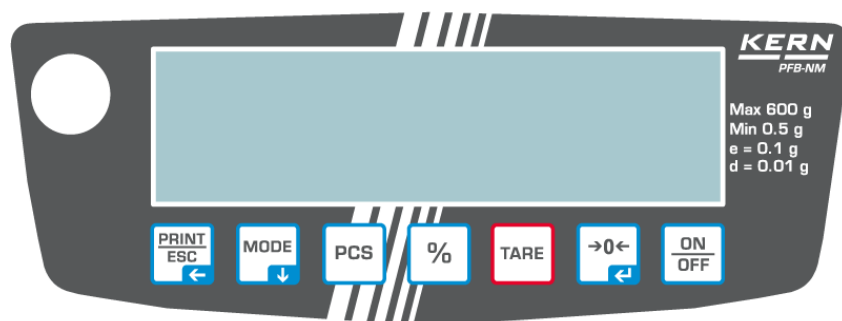 KERN
PFB-NM
Max 600 g
Min 0.5 g
e = 0.1 g
d = 0.01 g
PRINT
ESC
MODE
PCS
%
TARE
→0←
ON
OFF